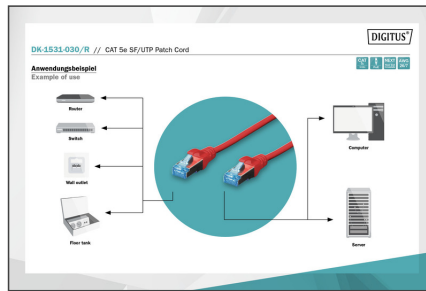 DIGITUS®
DK-1531-030/R // CAT 5e SF/UTP Patch Cord
Anwendungsbeispiel
Example of use
Router
Switch
Wall outlet
Floor tank
Computer
Server